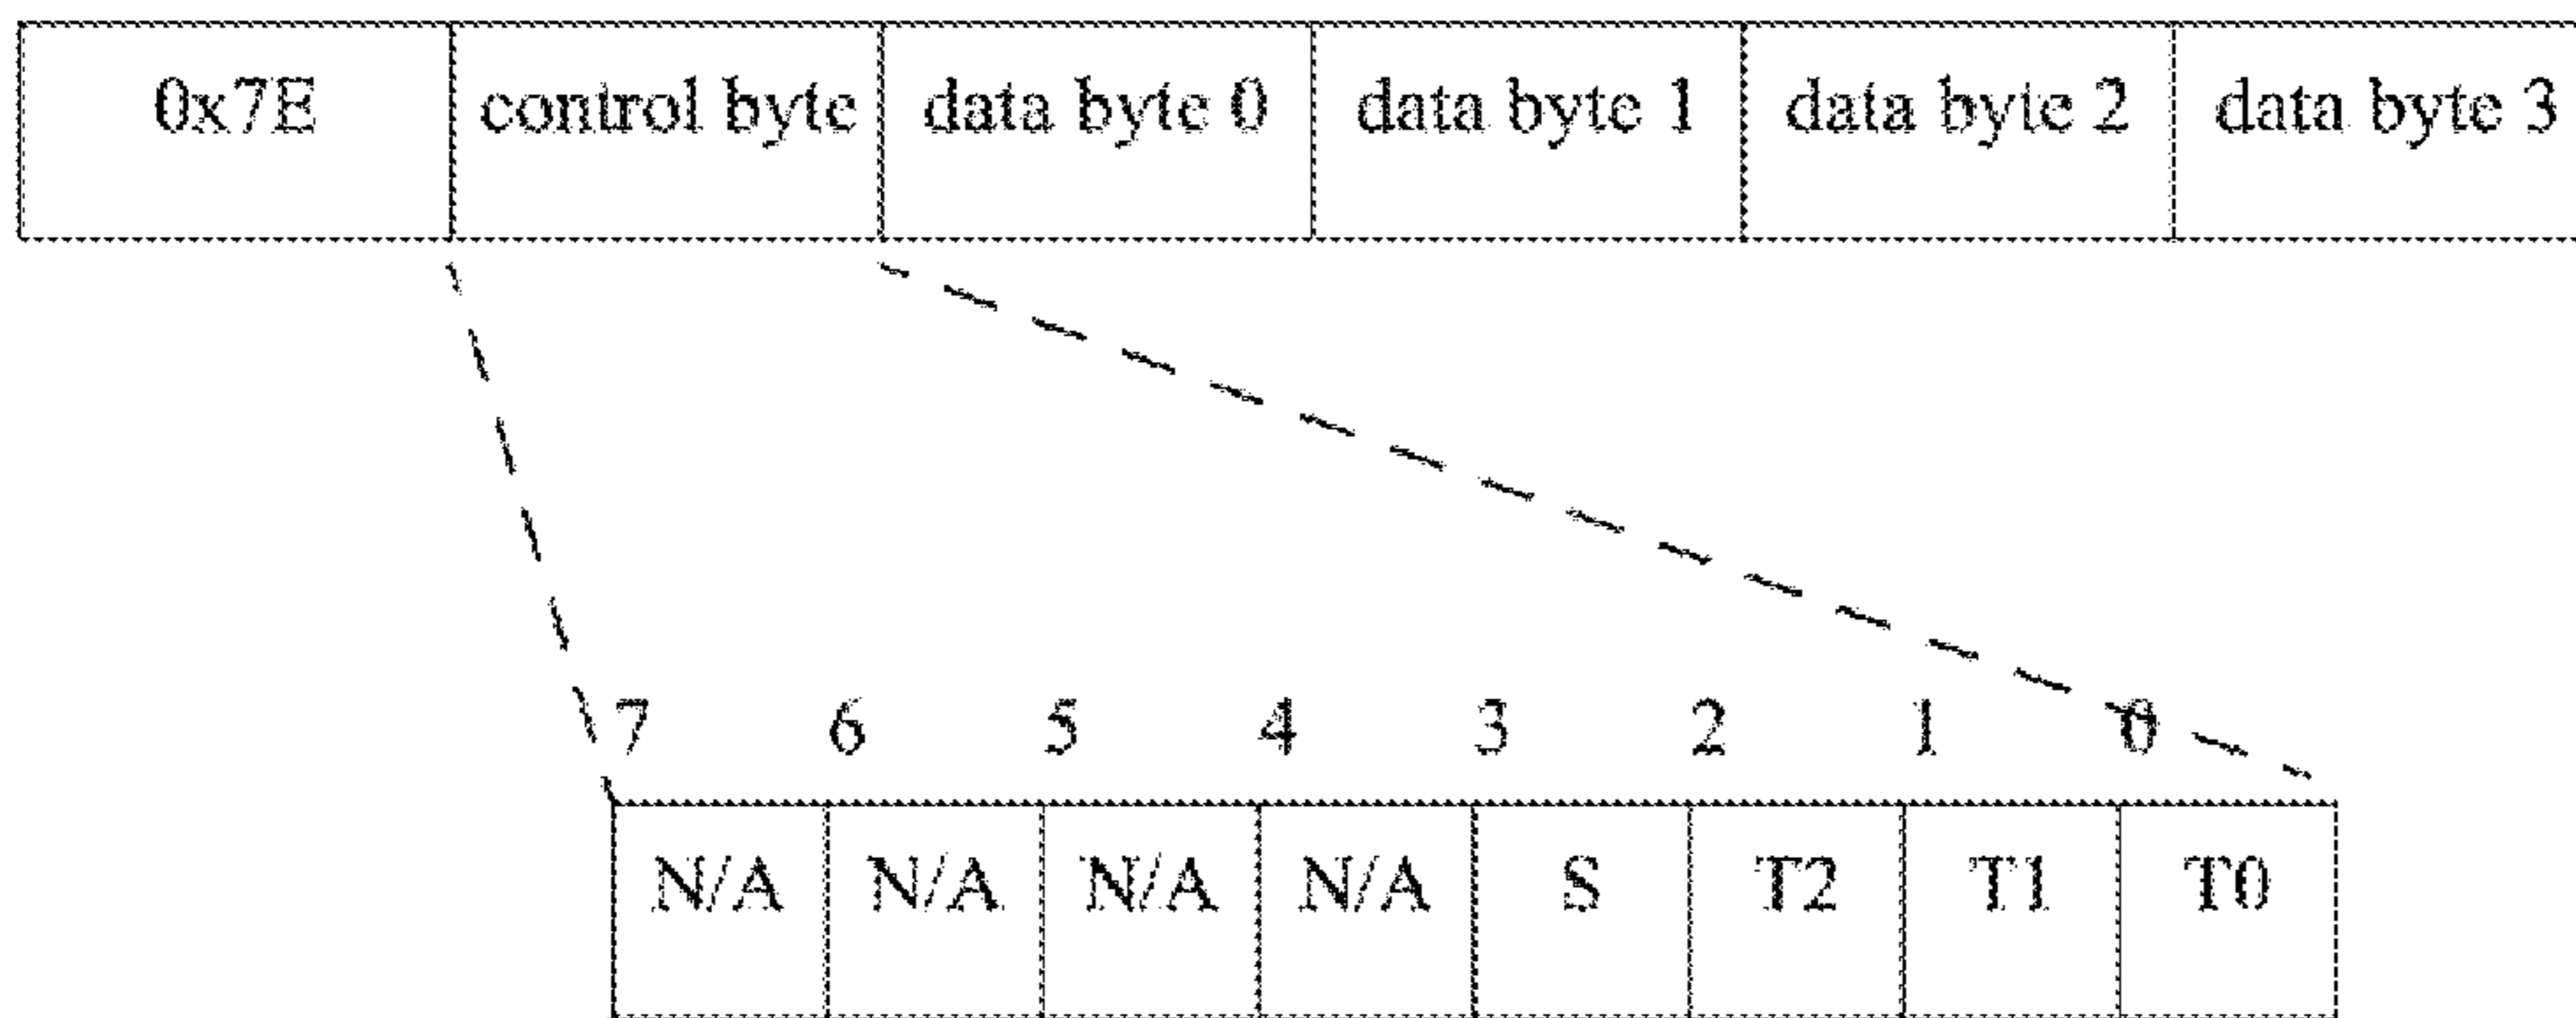 0x7E control byte data byte 0 data byte 1 data byte 2 data byte 3
7 6 5 4 3 2 1 0
N/A N/A N/A N/A S T2 T1 T0